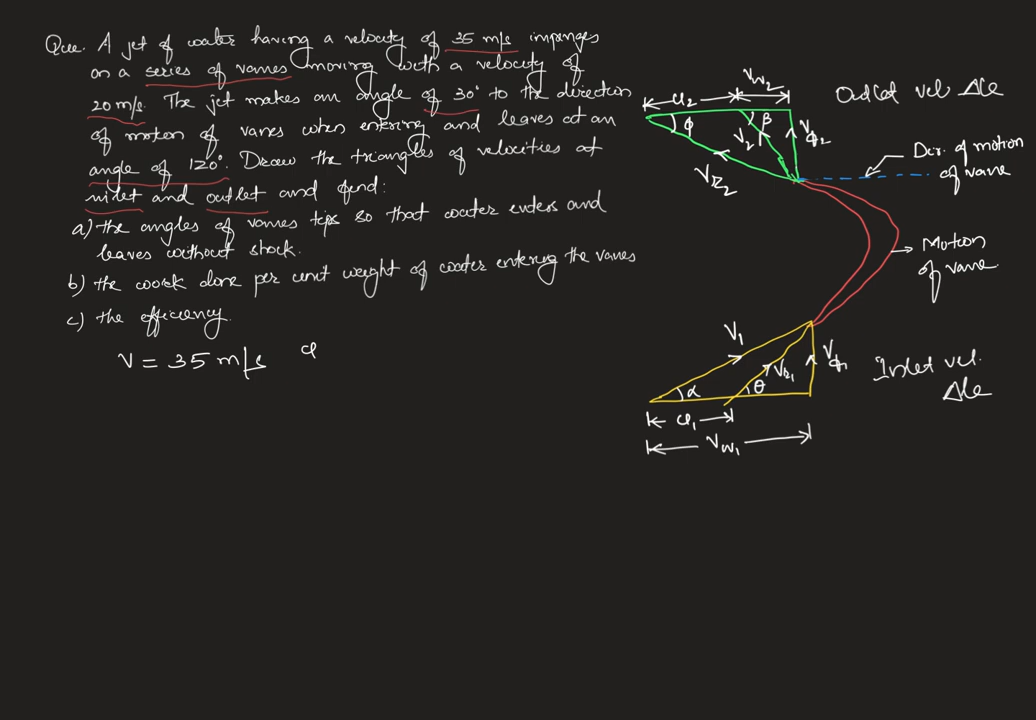 Que. A jet of water having a velocity of 35 m/s impinges
on a series of vanes moving with a velocity of
20 m/s. The jet makes an angle of 30° to the direction
of motion of vanes when entering and leaves at an
angle of 120°. Draw the triangles of velocities at
inlet and outlet and find:
a) the angles of vanes tips so that water enters and
leaves without shock.
b) the work done per unit weight of water entering the vanes
c) the efficiency.
V = 35 m/s
u2 Vw2
Outlet vel Δle
φ β
V2 Vf2
VR2
Dir. of motion
of vane
Motion
of vane
V1
VR1 Vf1
α θ
Inlet vel.
Δle
u1
Vw1